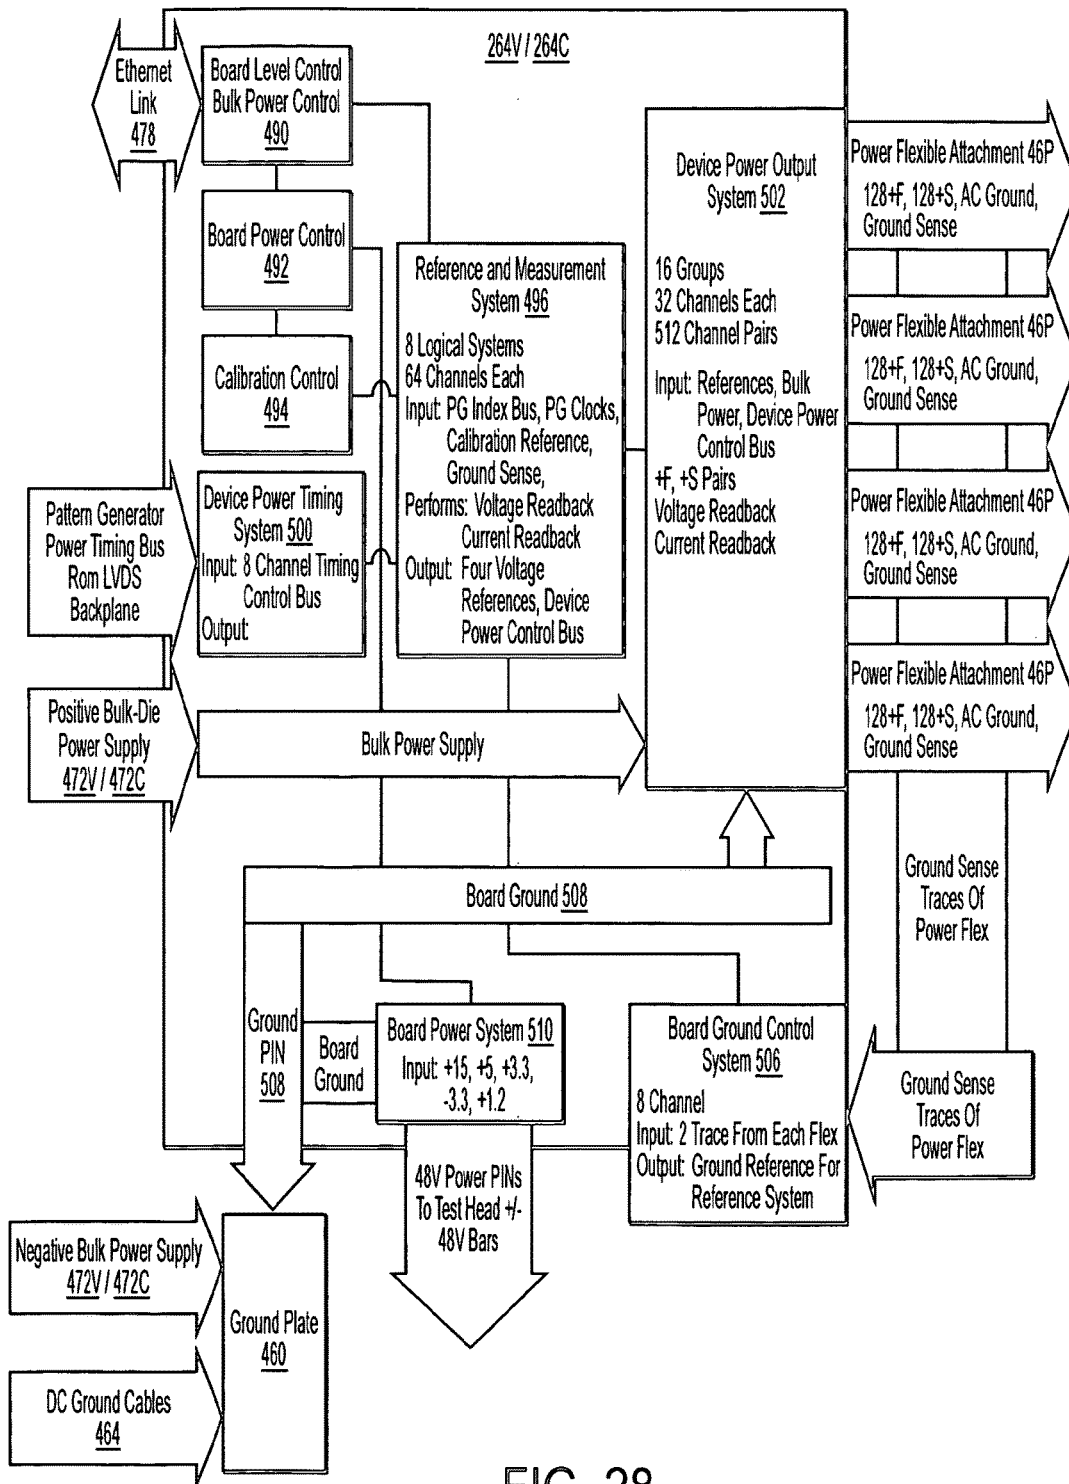 264V / 264C
Ethernet
Link
478
Board Level Control
Bulk Power Control
490
Board Power Control
492
Calibration Control
494
Reference and Measurement
System 496
8 Logical Systems
64 Channels Each
Input: PG Index Bus, PG Clocks,
Calibration Reference,
Ground Sense,
Performs: Voltage Readback
Current Readback
Output: Four Voltage
References, Device
Power Control Bus
Device Power Output
System 502
16 Groups
32 Channels Each
512 Channel Pairs
Input: References, Bulk
Power, Device Power
Control Bus
+F, +S Pairs
Voltage Readback
Current Readback
Power Flexible Attachment 46P
128+F, 128+S, AC Ground,
Ground Sense
Power Flexible Attachment 46P
128+F, 128+S, AC Ground,
Ground Sense
Power Flexible Attachment 46P
128+F, 128+S, AC Ground,
Ground Sense
Power Flexible Attachment 46P
128+F, 128+S, AC Ground,
Ground Sense
Pattern Generator
Power Timing Bus
Rom LVDS
Backplane
Device Power Timing
System 500
Input: 8 Channel Timing
Control Bus
Output:
Positive Bulk-Die
Power Supply
472V / 472C
Bulk Power Supply
Board Ground 508
Ground Sense
Traces Of
Power Flex
Ground
PIN
508
Board
Ground
Board Power System 510
Input: +15, +5, +3.3,
-3.3, +1.2
Board Ground Control
System 506
8 Channel
Input: 2 Trace From Each Flex
Output: Ground Reference For
Reference System
Ground Sense
Traces Of
Power Flex
48V Power PINs
To Test Head +/-
48V Bars
Negative Bulk Power Supply
472V / 472C
Ground Plate
460
DC Ground Cables
464
FIG. 28